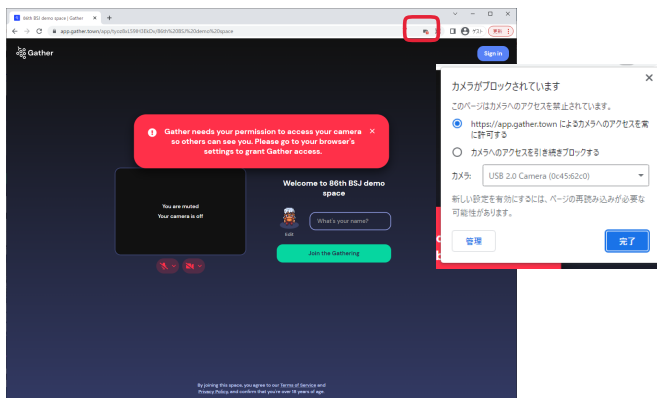 86th BSJ demo space | Gather
app.gather.town/app/
/86th%20BSJ%20demo%20space
ゲスト
更新
Gather
Sign in
Gather needs your permission to access your camera
so others can see you. Please go to your browser's
settings to grant Gather access.
You are muted
Your camera is off
Welcome to 86th BSJ demo
space
Edit
What's your name?
Join the Gathering
By joining this space, you agree to our Terms of Service and
Privacy Policy, and confirm that you're over 18 years of age.
カメラがブロックされています
このページはカメラへのアクセスを禁止されています。
https://app.gather.town によるカメラへのアクセスを常
に許可する
カメラへのアクセスを引き続きブロックする
カメラ:
USB 2.0 Camera (0c45:62c0)
新しい設定を有効にするには、ページの再読み込みが必要な
可能性があります。
管理
完了